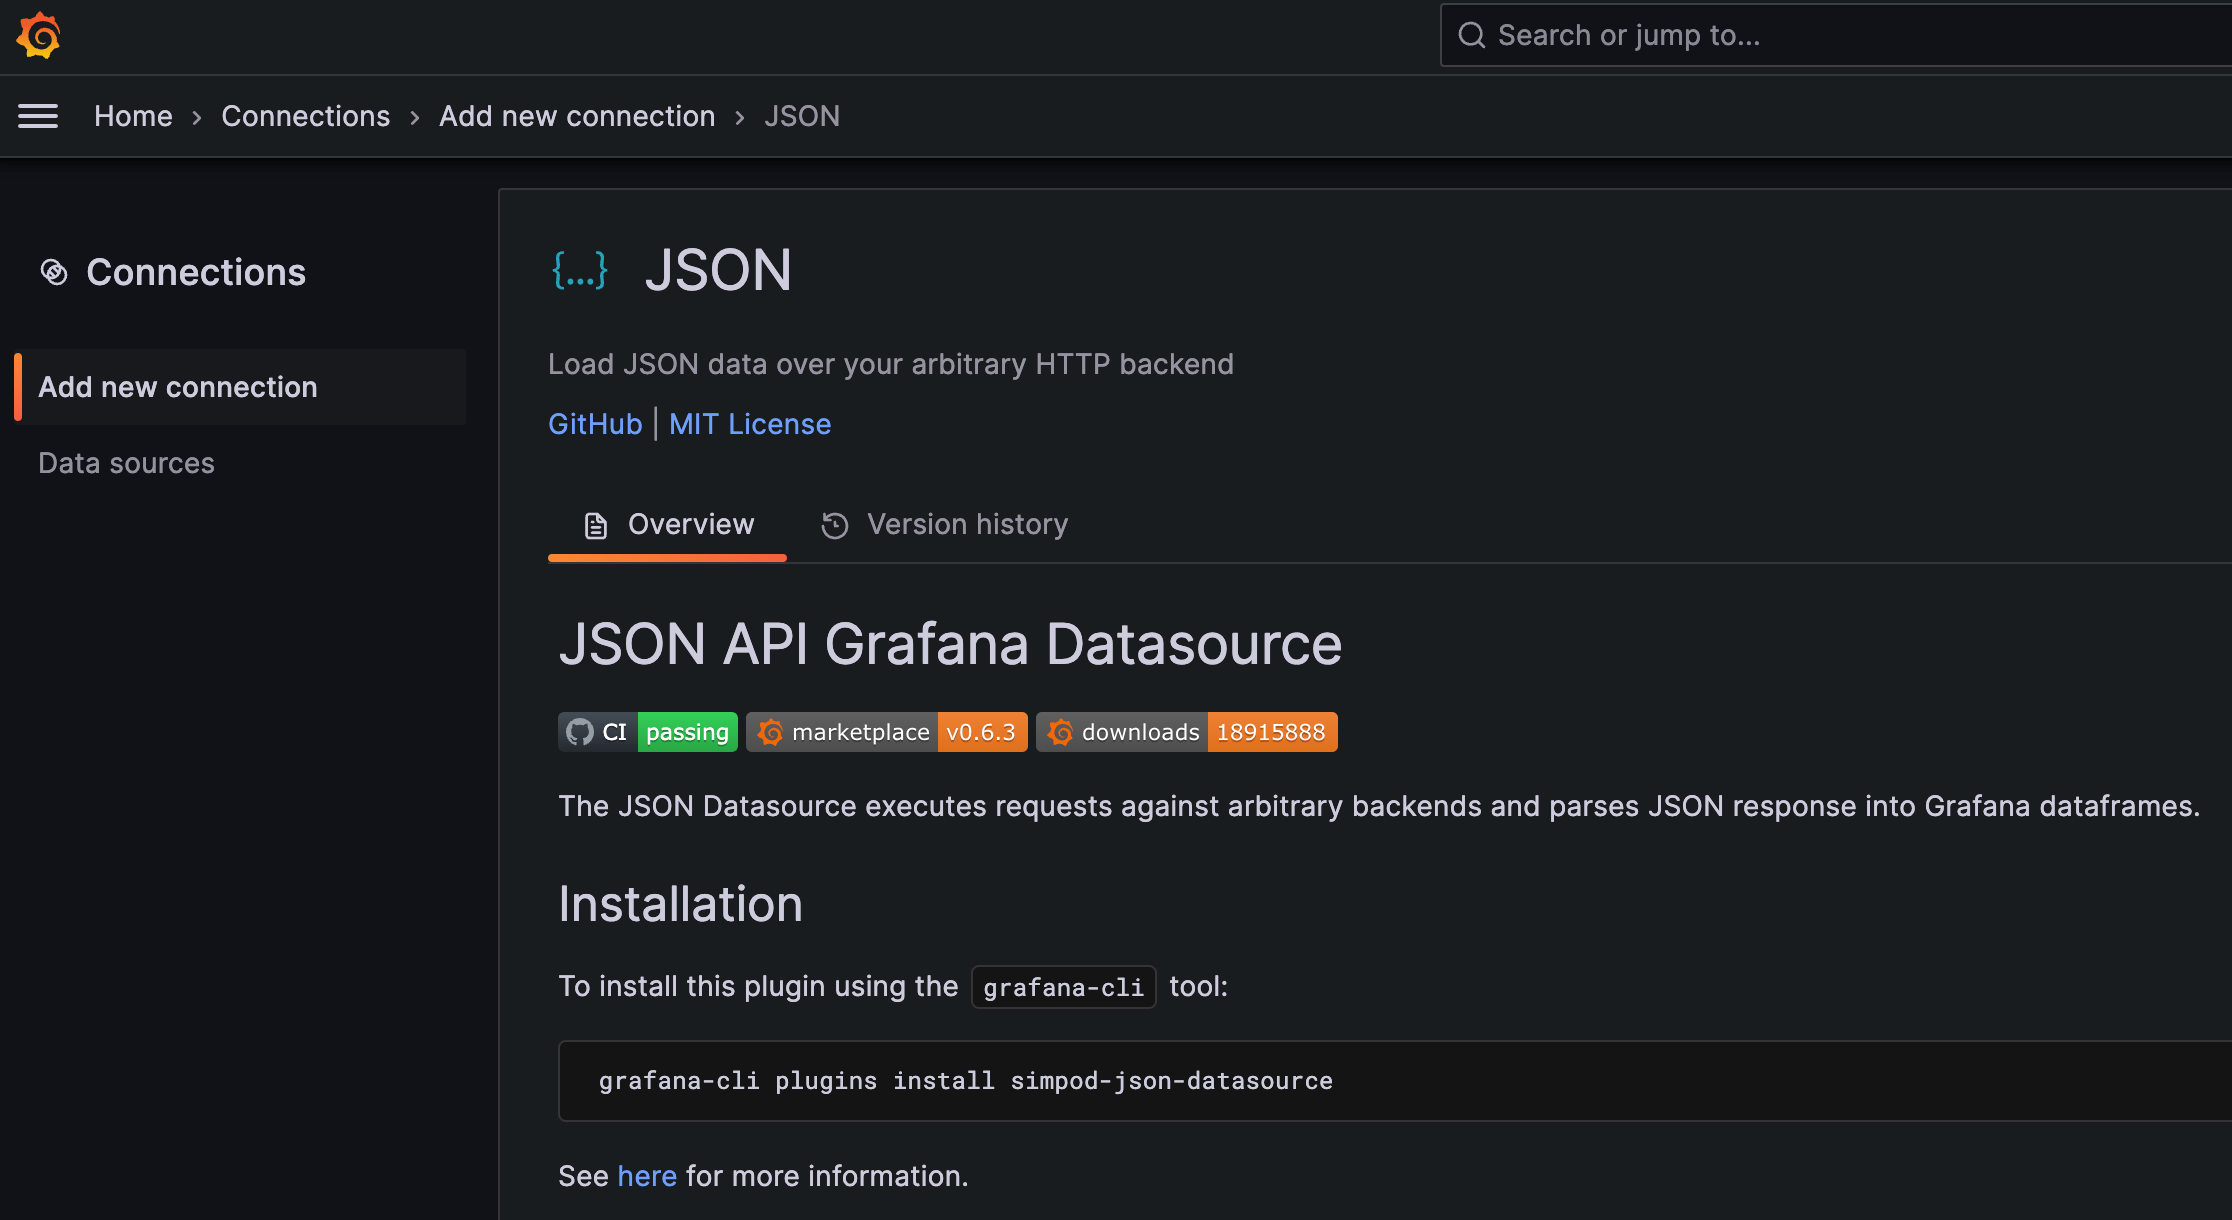 Search or jump to...
Home › Connections › Add new connection › JSON
Connections
Add new connection
Data sources
{...} JSON
Load JSON data over your arbitrary HTTP backend
GitHub | MIT License
Overview
Version history
JSON API Grafana Datasource
CI passing marketplace v0.6.3 downloads 18915888
The JSON Datasource executes requests against arbitrary backends and parses JSON response into Grafana dataframes.
Installation
To install this plugin using the grafana-cli tool:
grafana-cli plugins install simpod-json-datasource
See here for more information.